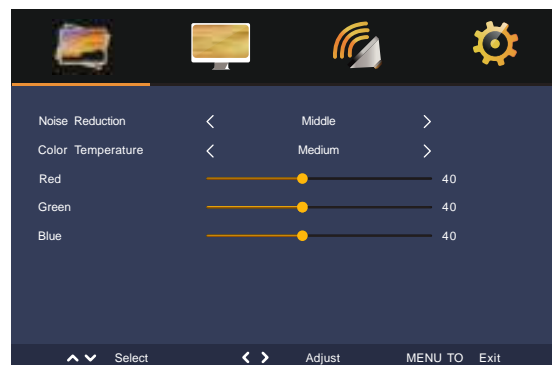 Noise Reduction Middle
Color Temperature Medium
Red 40
Green 40
Blue 40
Select Adjust MENU TO Exit